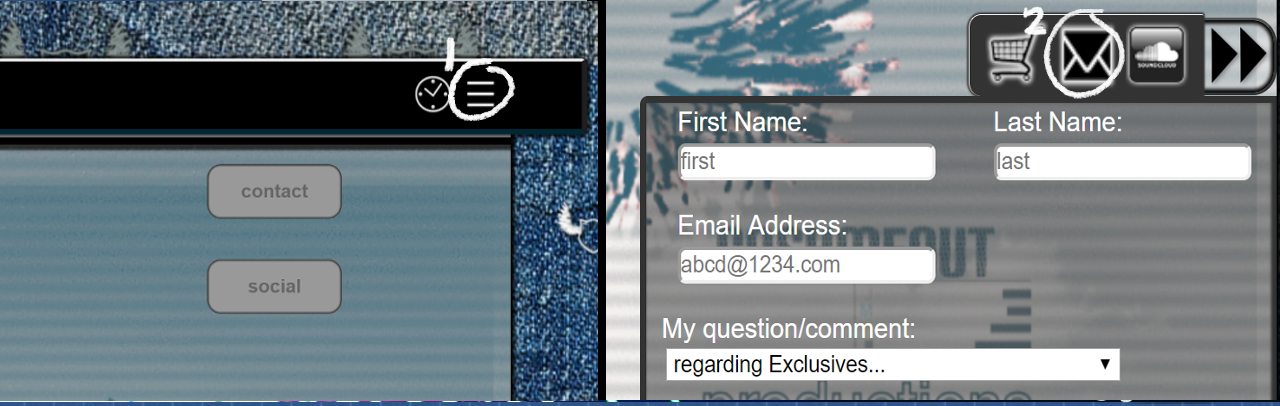 1
contact
social
2
SOUNDCLOUD
First Name:
Last Name:
first
last
Email Address:
abcd@1234.com
My question/comment:
regarding Exclusives...
productions